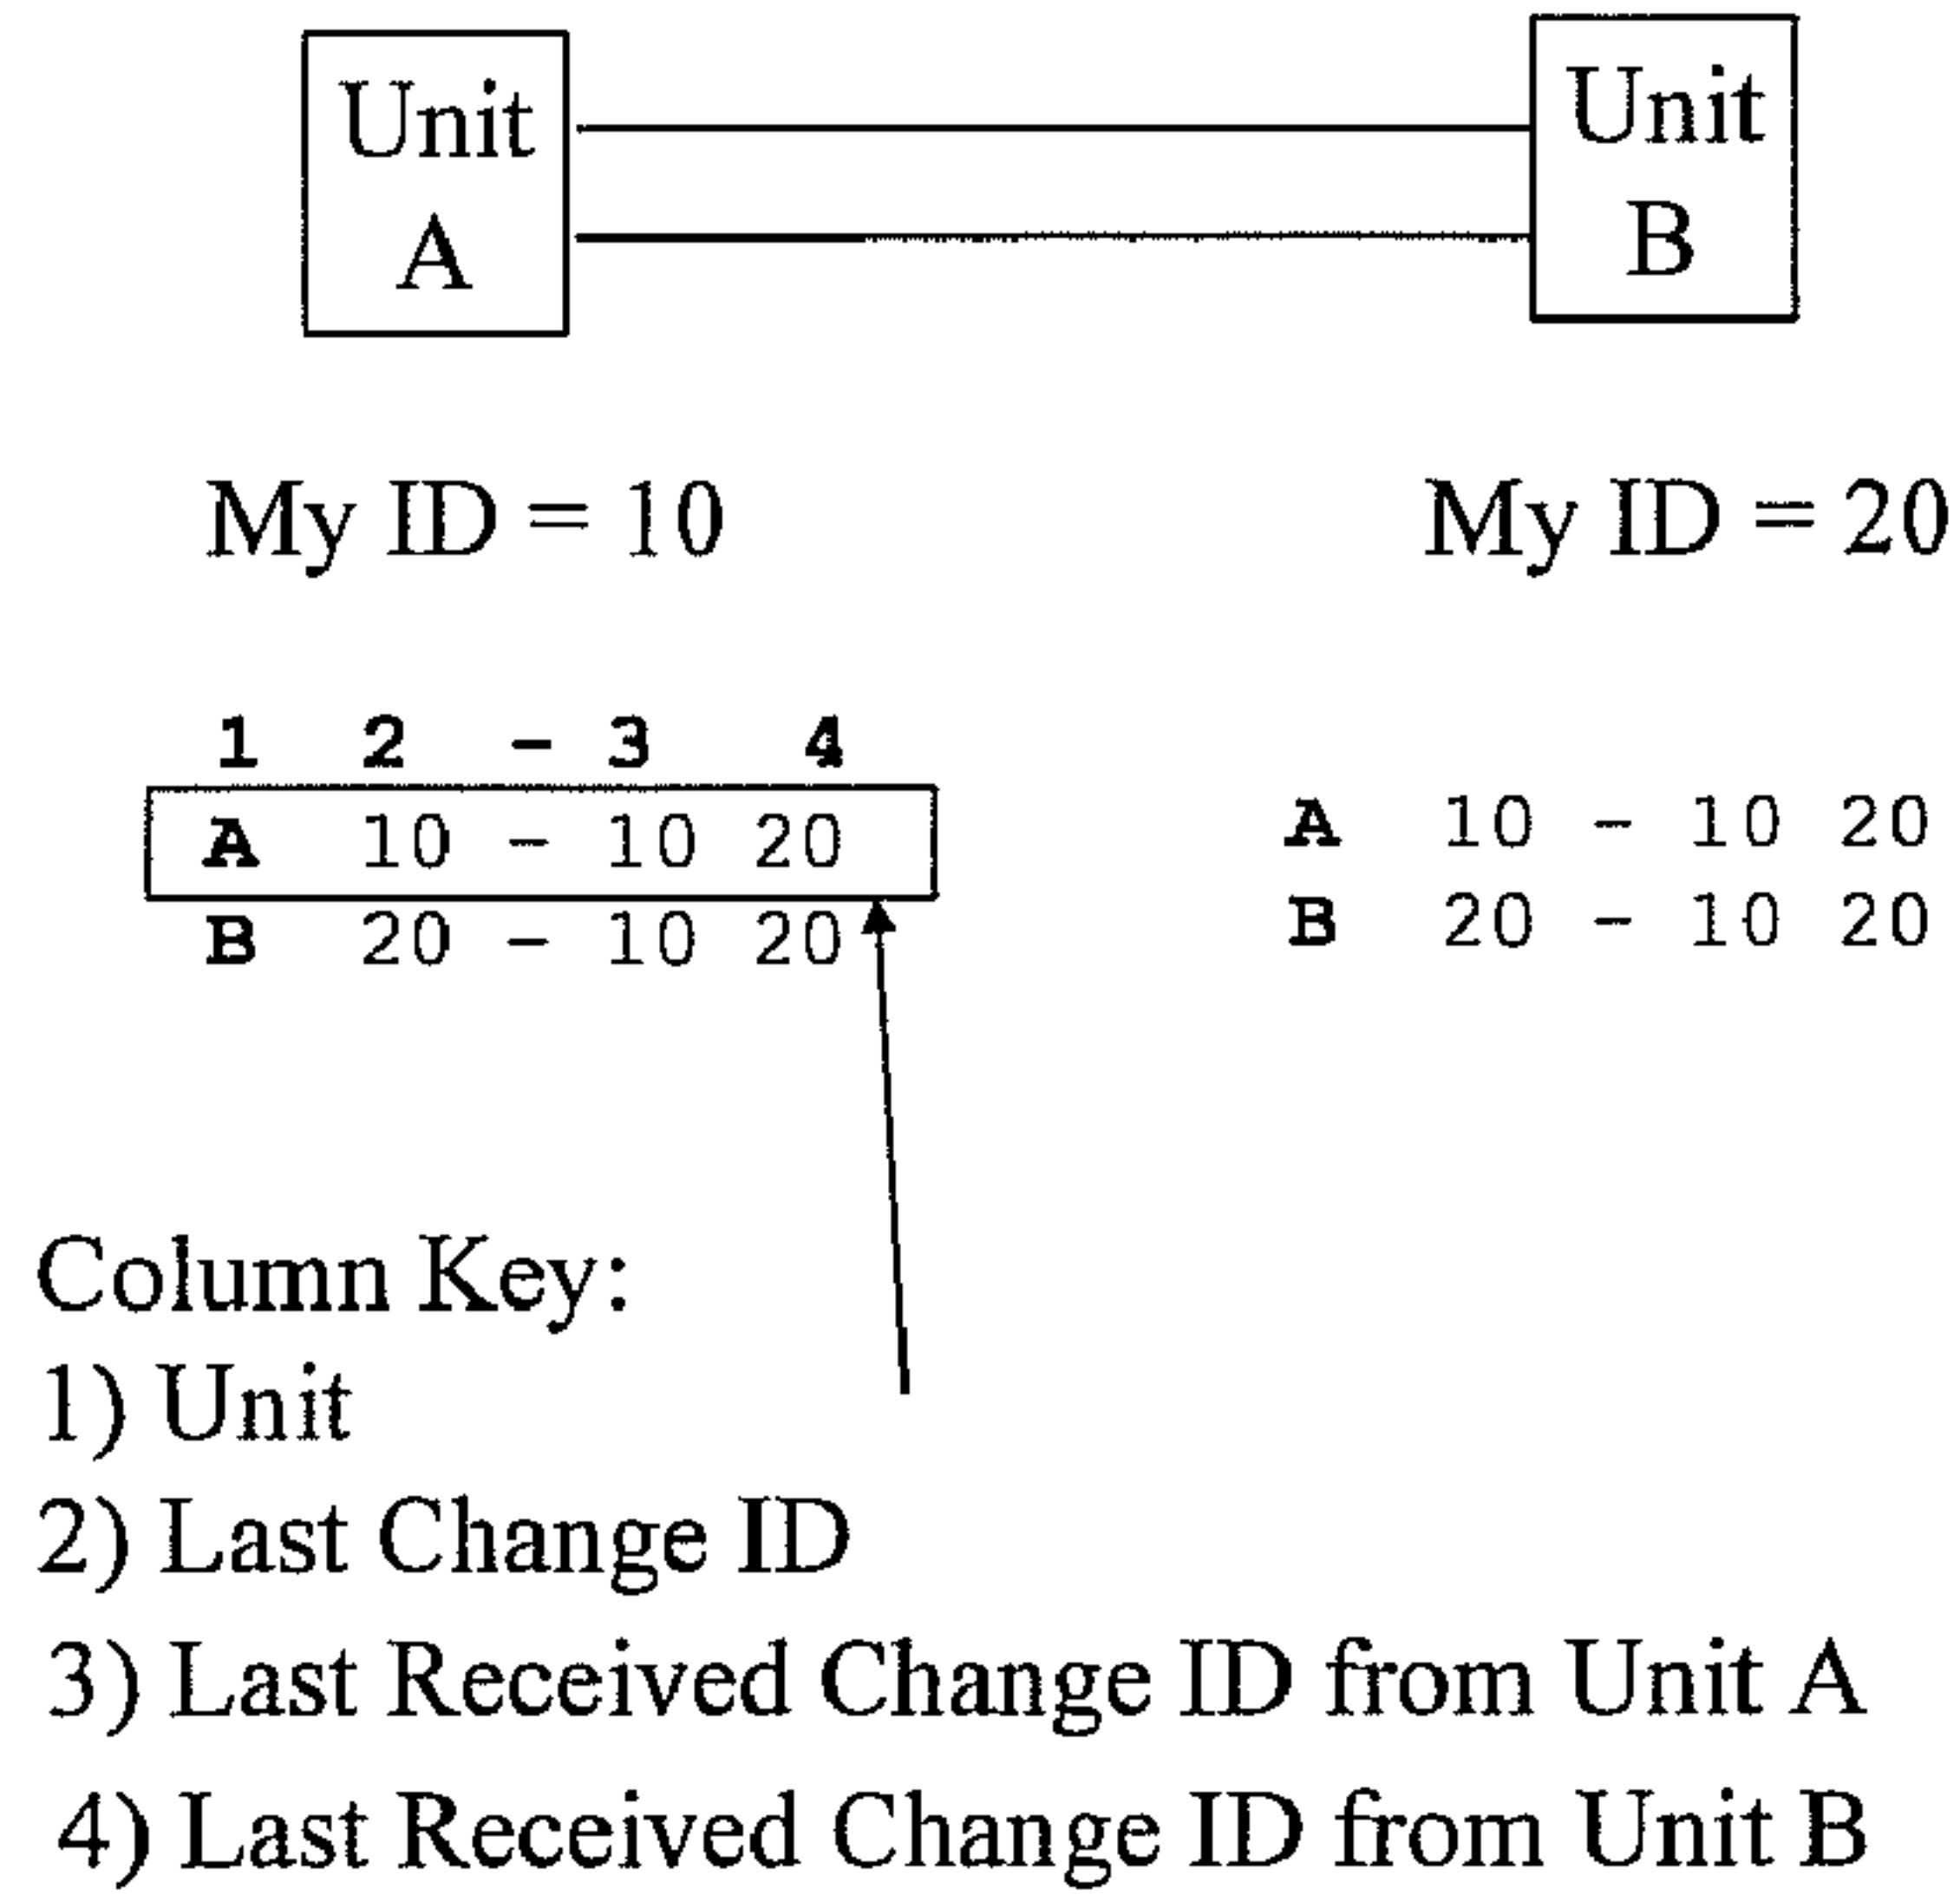 Unit
A
Unit
B
My ID = 10
My ID = 20
1 2 - 3 4
A 10 - 10 20
B 20 - 10 20
A 10 - 10 20
B 20 - 10 20
Column Key:
1) Unit
2) Last Change ID
3) Last Received Change ID from Unit A
4) Last Received Change ID from Unit B